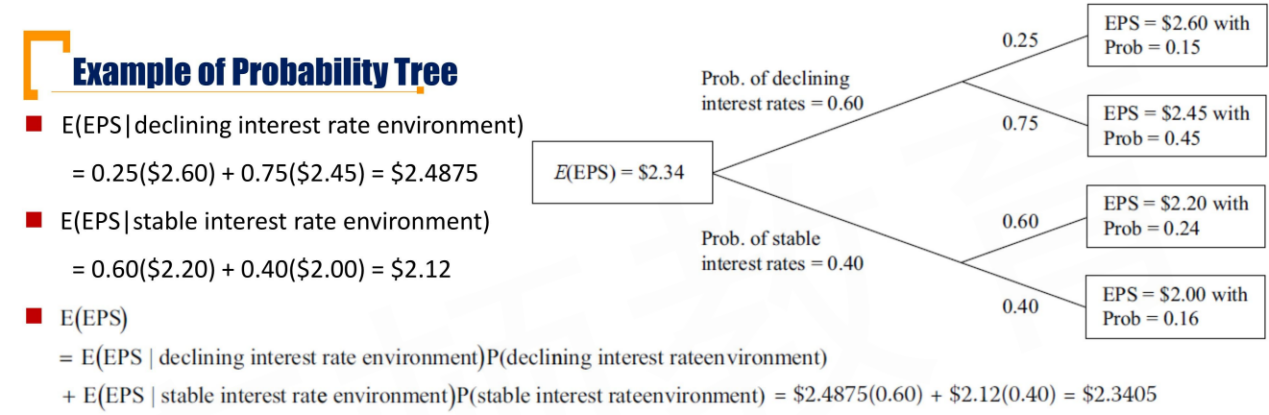 Example of Probability Tree
E(EPS|declining interest rate environment)
= 0.25($2.60) + 0.75($2.45) = $2.4875
E(EPS|stable interest rate environment)
= 0.60($2.20) + 0.40($2.00) = $2.12
E(EPS)
= E(EPS | declining interest rate environment)P(declining interest rateenvironment)
+ E(EPS | stable interest rate environment)P(stable interest rateenvironment) = $2.4875(0.60) + $2.12(0.40) = $2.3405
E(EPS) = $2.34
Prob. of declining
interest rates = 0.60
0.25
EPS = $2.60 with
Prob = 0.15
0.75
EPS = $2.45 with
Prob = 0.45
Prob. of stable
interest rates = 0.40
0.60
EPS = $2.20 with
Prob = 0.24
0.40
EPS = $2.00 with
Prob = 0.16